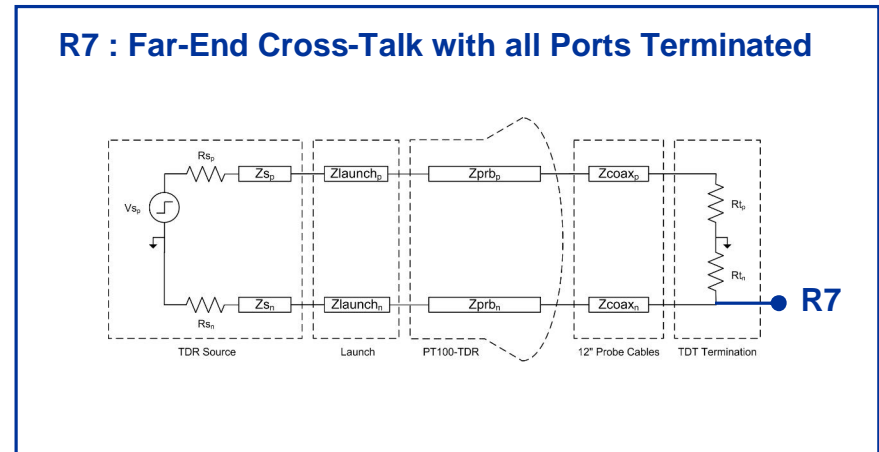 R7 : Far-End Cross-Talk with all Ports Terminated
Rsₚ
Zsₚ
Zlaunchₚ
Zprbₚ
Zcoaxₚ
Vsₚ
Rtₚ
Rtₙ
R7
Rsₙ
Zsₙ
Zlaunchₙ
Zprbₙ
Zcoaxₙ
TDR Source
Launch
PT100-TDR
12" Probe Cables
TDT Termination